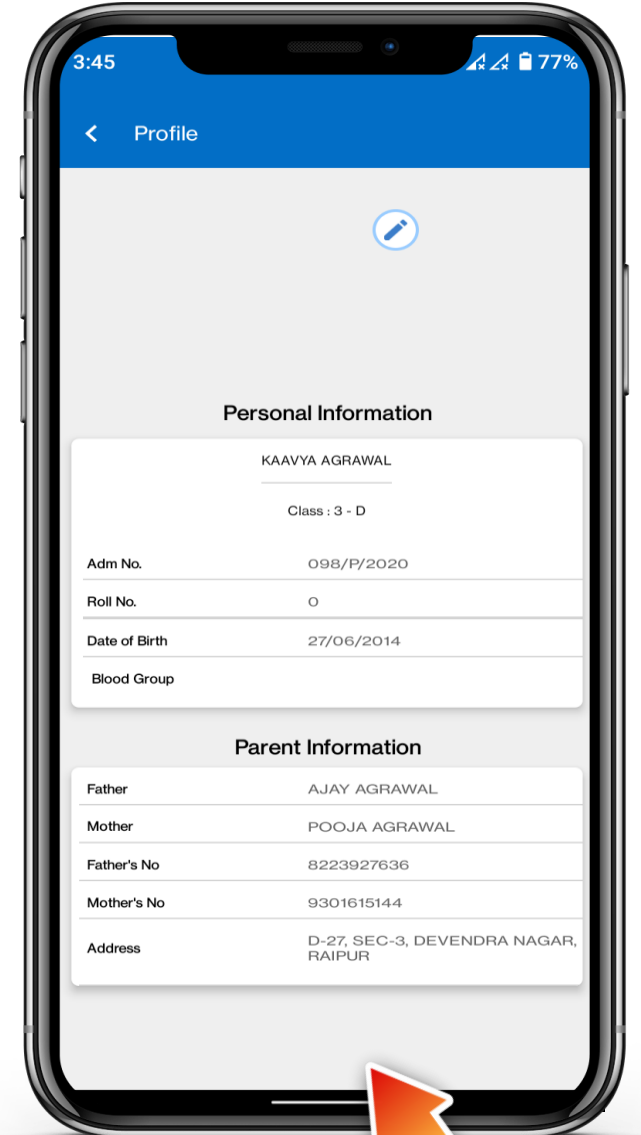 3:45
77%
Profile
Personal Information
KAAVYA AGRAWAL
Class : 3 - D
Adm No. 098/P/2020
Roll No. 0
Date of Birth 27/06/2014
Blood Group
Parent Information
Father AJAY AGRAWAL
Mother POOJA AGRAWAL
Father's No 8223927636
Mother's No 9301615144
Address D-27, SEC-3, DEVENDRA NAGAR,
RAIPUR